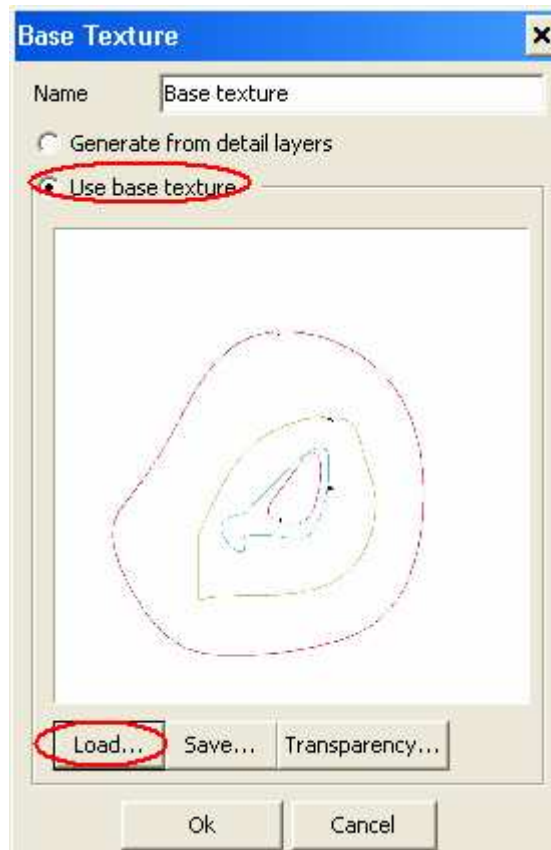 Base Texture
Name Base texture
Generate from detail layers
Use base texture
Load... Save... Transparency...
Ok Cancel